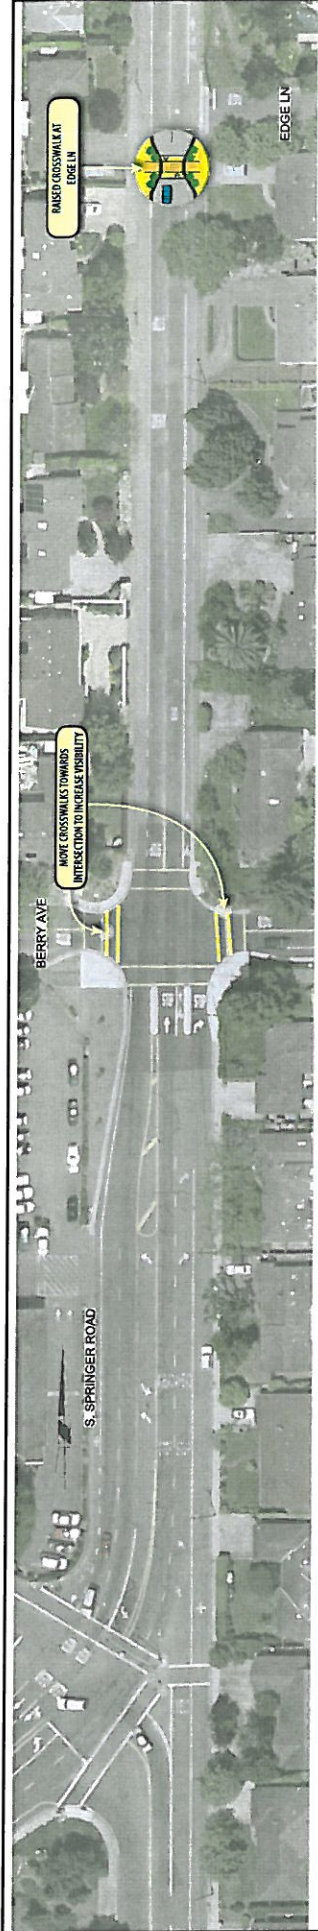 RAISED CROSSWALK AT
EDGE LN
EDGE LN
MOVE CROSSWALKS TOWARDS
INTERSECTION TO INCREASE VISIBILITY
BERRY AVE
S. SPRINGER ROAD